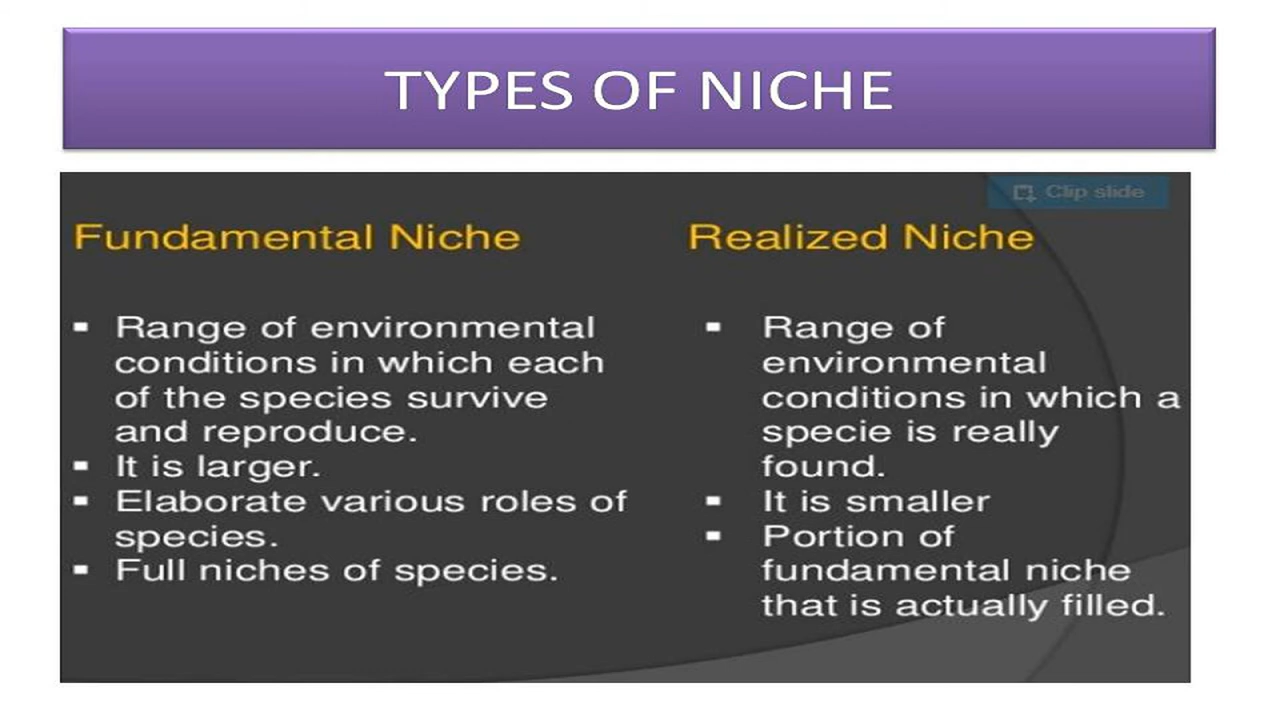 TYPES OF NICHE
Clip slide
Fundamental Niche
▪ Range of environmental
conditions in which each
of the species survive
and reproduce.
▪ It is larger.
▪ Elaborate various roles of
species.
▪ Full niches of species.
Realized Niche
▪ Range of
environmental
conditions in which a
specie is really
found.
▪ It is smaller
▪ Portion of
fundamental niche
that is actually filled.